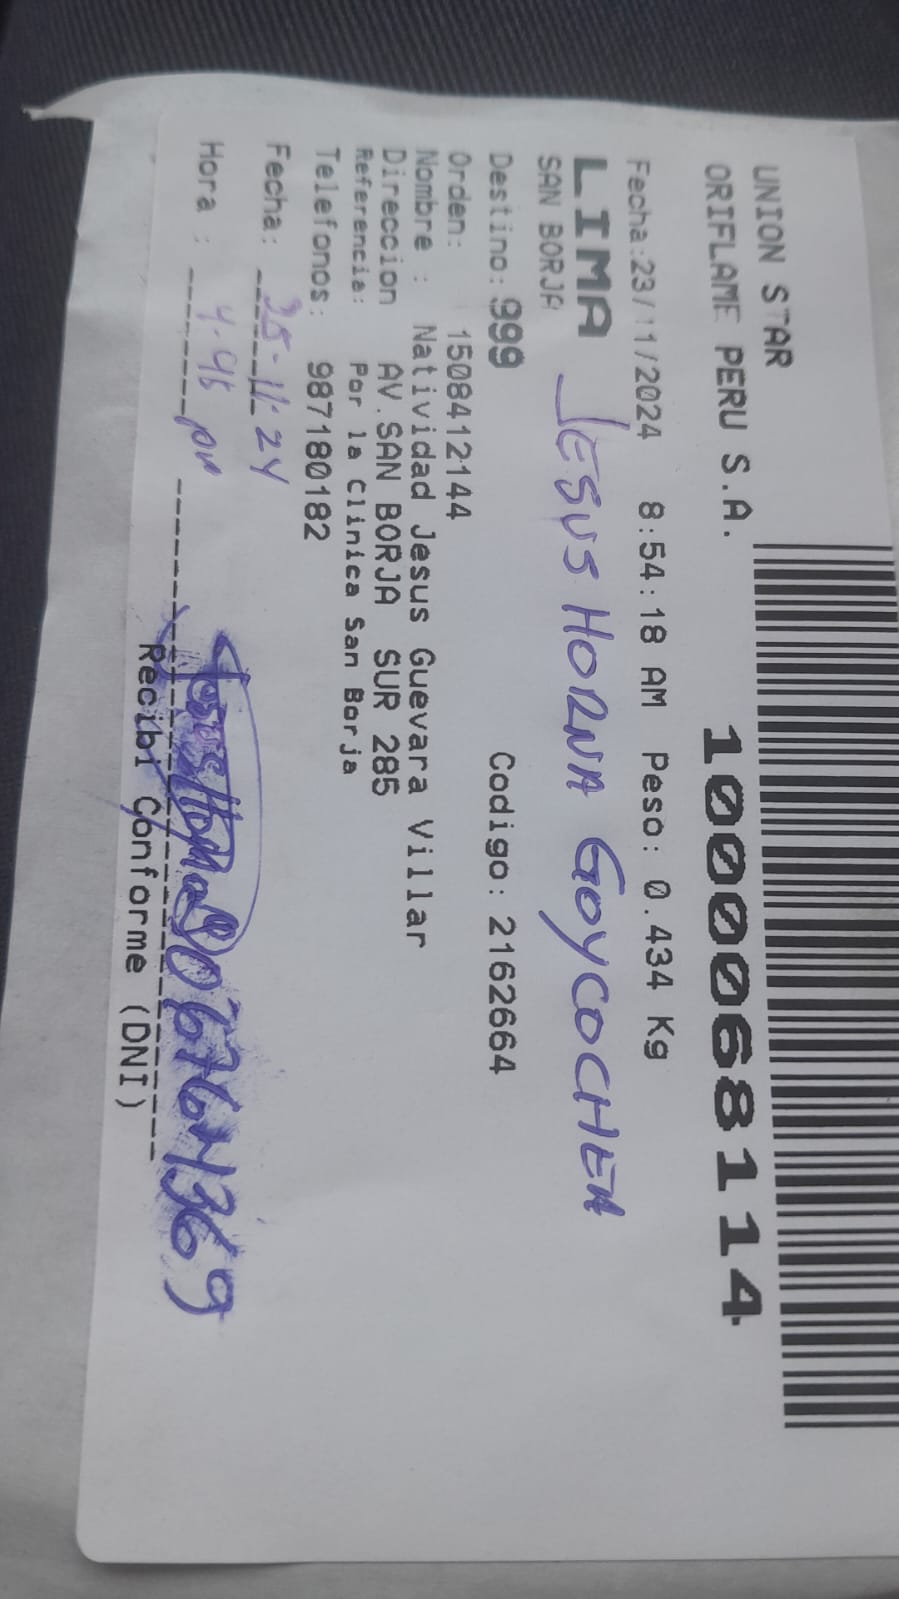 UNION STAR
ORIFLAME PERU S.A. 1000068114
Fecha:23/11/2024 8:54:18 AM Peso: 0.434 Kg
LIMA JESUS HORNA GOYCOCHEA
SAN BORJA
Destino: 999 Codigo: 2162664
Orden: 1508412144
Nombre : Natividad Jesus Guevara Villar
Direccion AV.SAN BORJA SUR 285
Referencia: Por la Clinica San Borja
Telefonos: 987180182
Fecha: 25-11-24
Hora : 4.45 pm
Recibi Conforme (DNI)